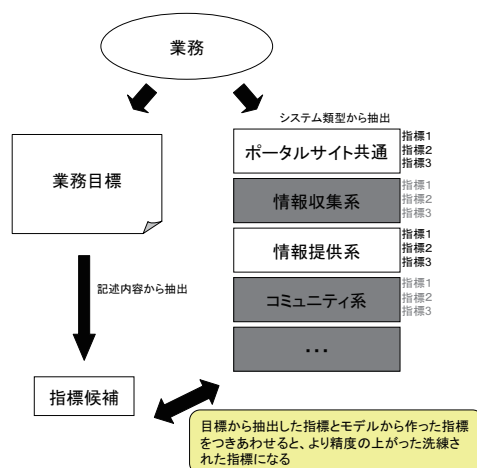 業務
システム類型から抽出
業務目標
ポータルサイト共通
指標1
指標2
指標3
情報収集系
指標1
指標2
指標3
情報提供系
指標1
指標2
指標3
コミュニティ系
指標1
指標2
指標3
・・・
記述内容から抽出
指標候補
目標から抽出した指標とモデルから作った指標
をつきあわせると、より精度の上がった洗練
された指標になる